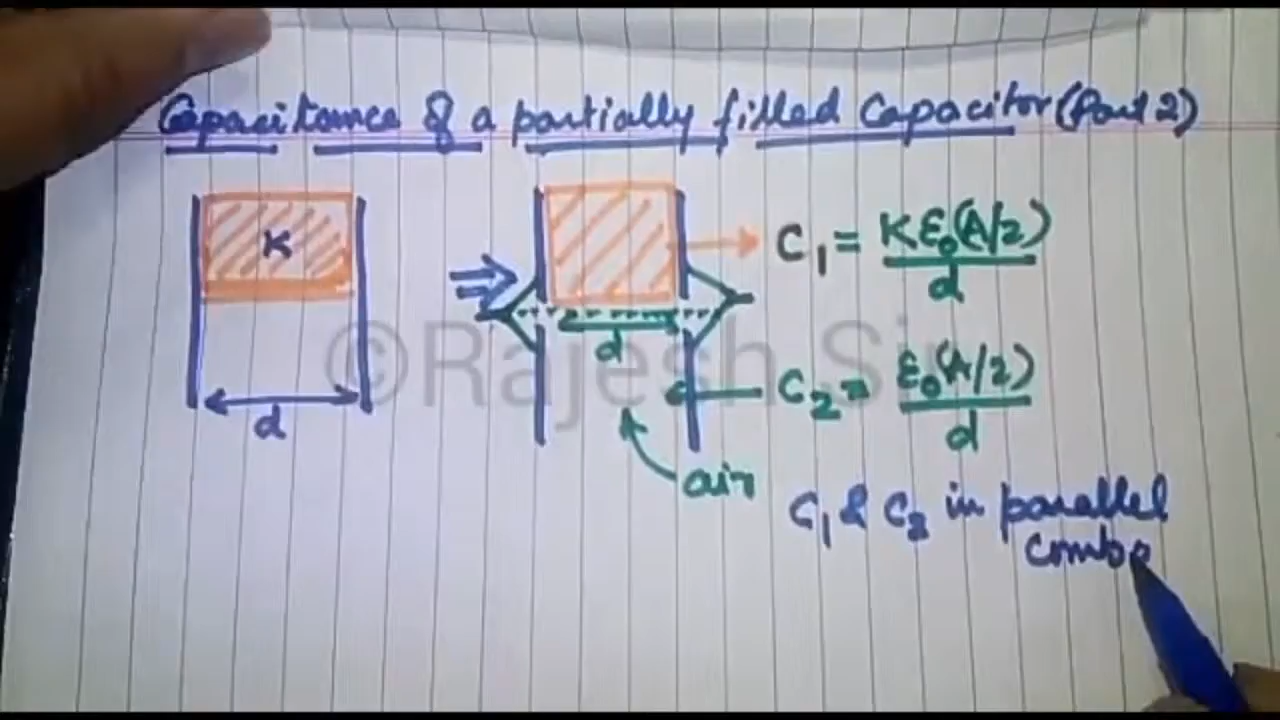 Capacitance of a partially filled Capacitor (Part 2)
K
d
d
C₁ = Kε₀(A/2)/d
C₂ = ε₀(A/2)/d
air
C₁ & C₂ in parallel
combo
©Rajesh Sir